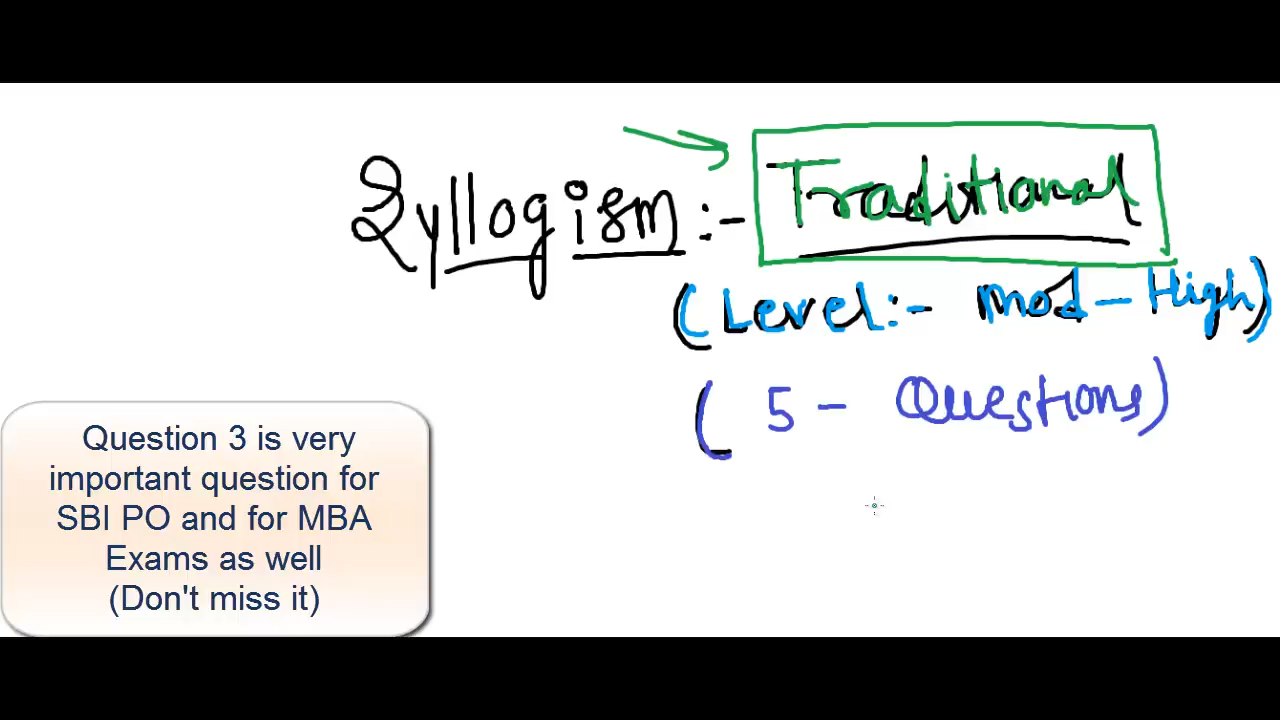 Syllogism :- Traditional
(Level:- mod - High)
( 5 - Questions)
Question 3 is very
important question for
SBI PO and for MBA
Exams as well
(Don't miss it)